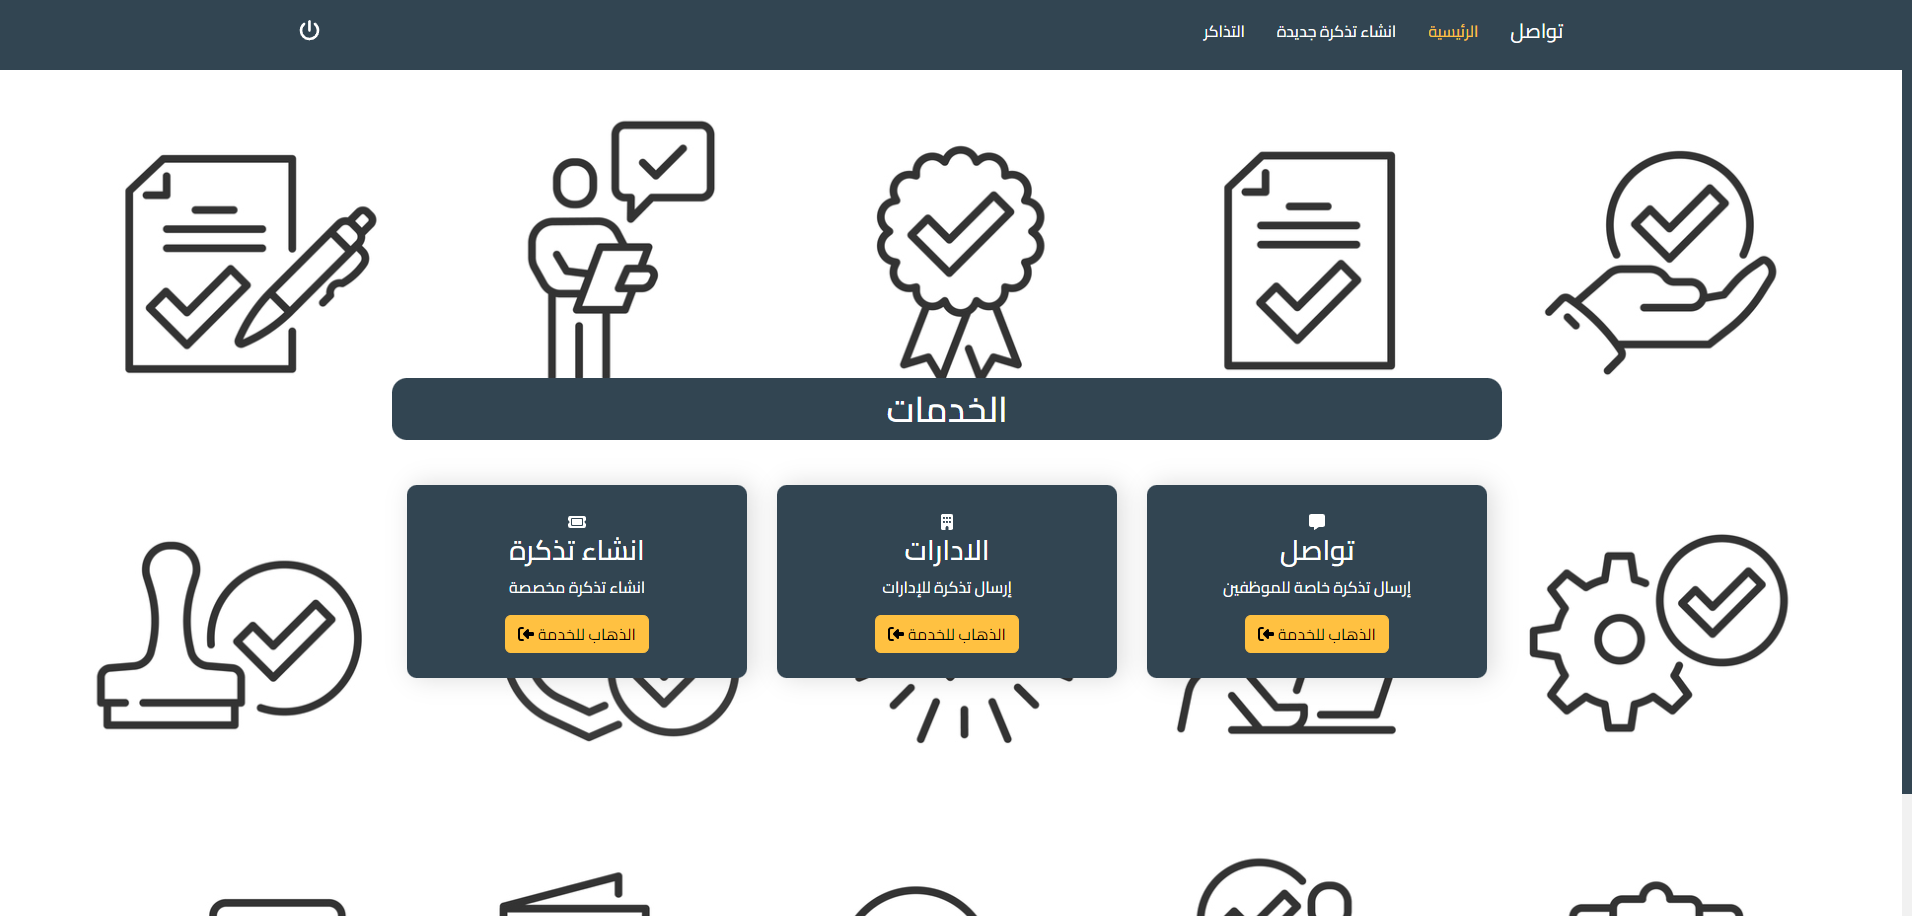 تواصل
الرئيسية
انشاء تذكرة جديدة
التذاكر
الخدمات
تواصل
إرسال تذكرة خاصة للموظفين
الذهاب للخدمة
الادارات
إرسال تذكرة للإدارات
الذهاب للخدمة
انشاء تذكرة
انشاء تذكرة مخصصة
الذهاب للخدمة